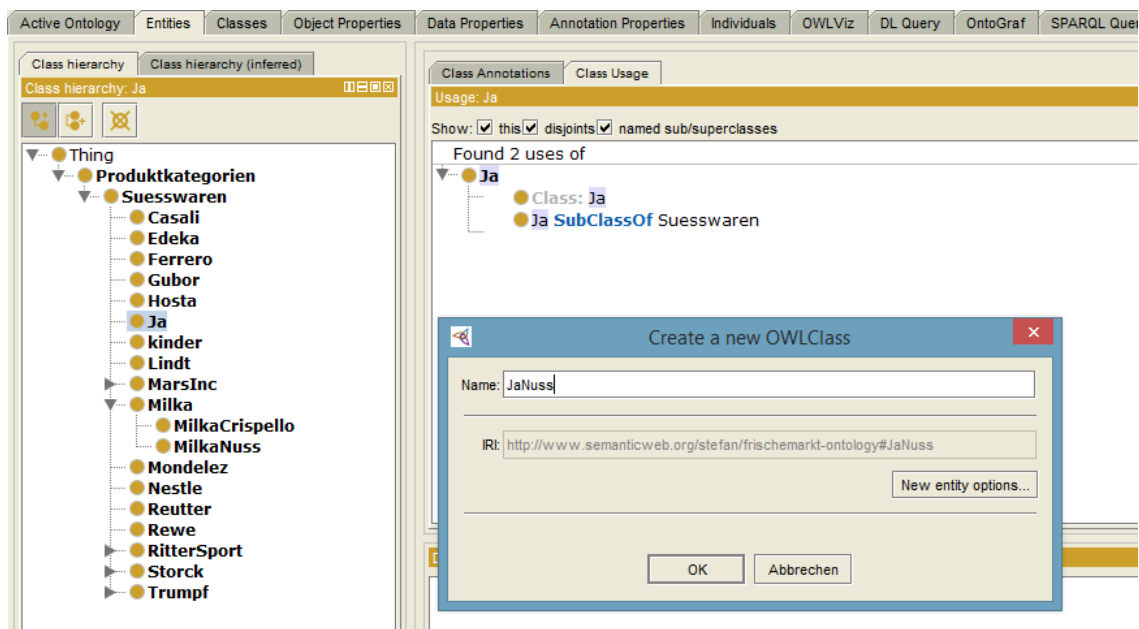 Active Ontology Entities Classes Object Properties Data Properties Annotation Properties Individuals OWLViz DL Query OntoGraf SPARQL Quer
Class hierarchy Class hierarchy (inferred)
Class hierarchy: Ja
Thing
Produktkategorien
Suesswaren
Casali
Edeka
Ferrero
Gubor
Hosta
Ja
kinder
Lindt
MarsInc
Milka
MilkaCrispello
MilkaNuss
Mondelez
Nestle
Reutter
Rewe
RitterSport
Storck
Trumpf
Class Annotations Class Usage
Usage: Ja
Show: this disjoints named sub/superclasses
Found 2 uses of
Ja
Class: Ja
Ja SubClassOf Suesswaren
Create a new OWLClass
Name: JaNuss
IRI: http://www.semanticweb.org/stefan/frischemarkt-ontology#JaNuss
New entity options...
OK Abbrechen